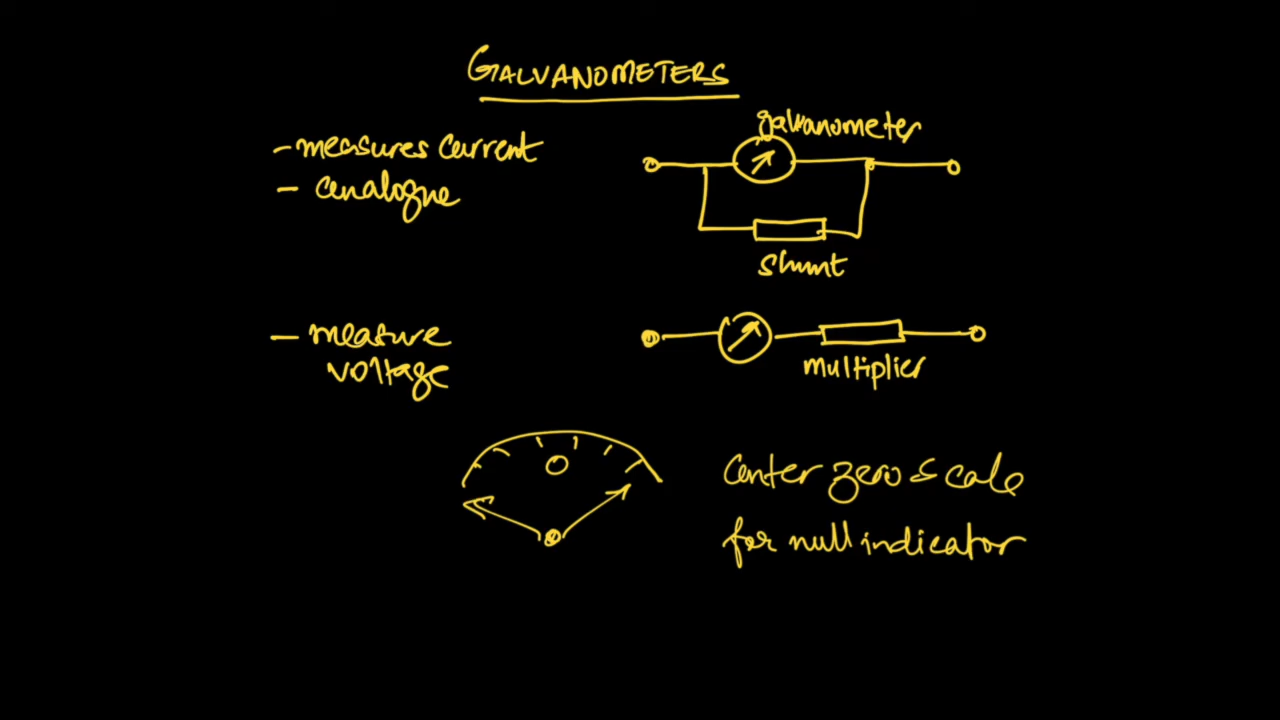 GALVANOMETERS
galvanometer
- measures current
- analogue
shunt
- measure
voltage
multiplier
0
center zero scale
for null indicator